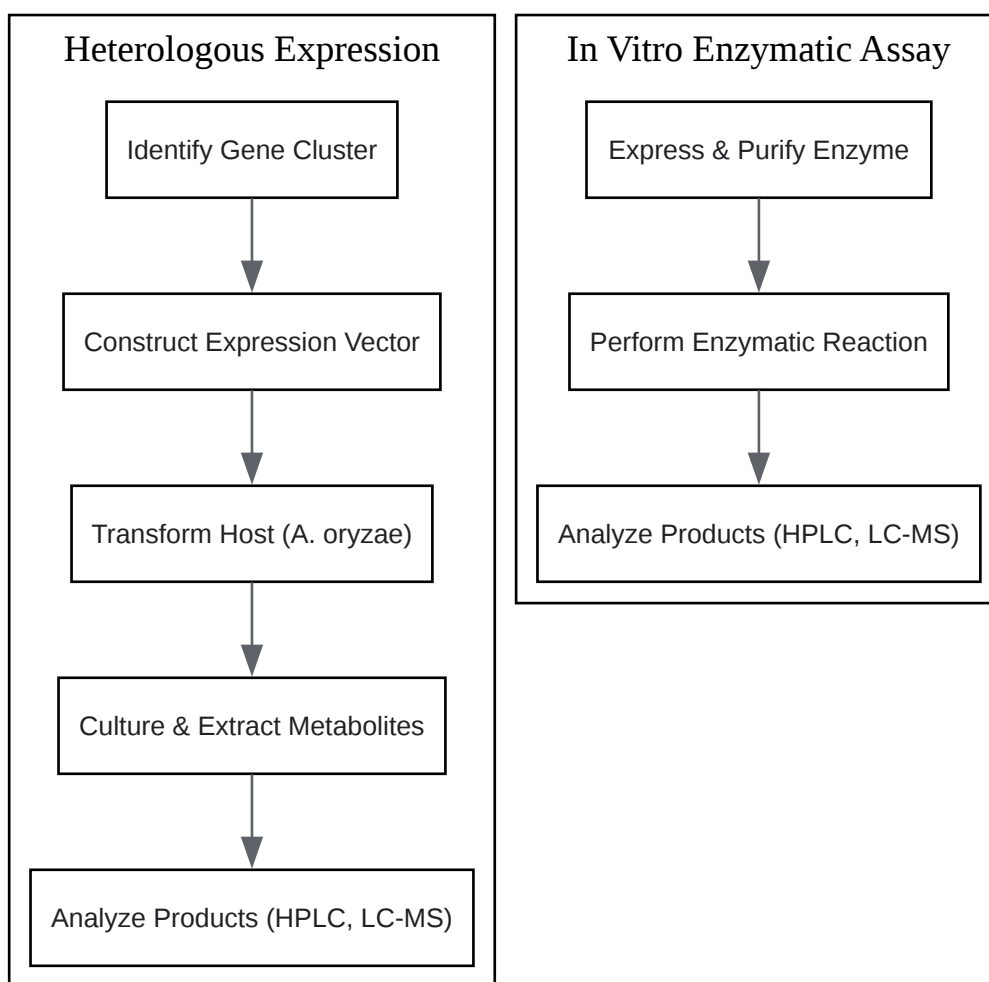 Heterologous Expression
Identify Gene Cluster
Construct Expression Vector
Transform Host (A. oryzae)
Culture & Extract Metabolites
Analyze Products (HPLC, LC-MS)
In Vitro Enzymatic Assay
Express & Purify Enzyme
Perform Enzymatic Reaction
Analyze Products (HPLC, LC-MS)